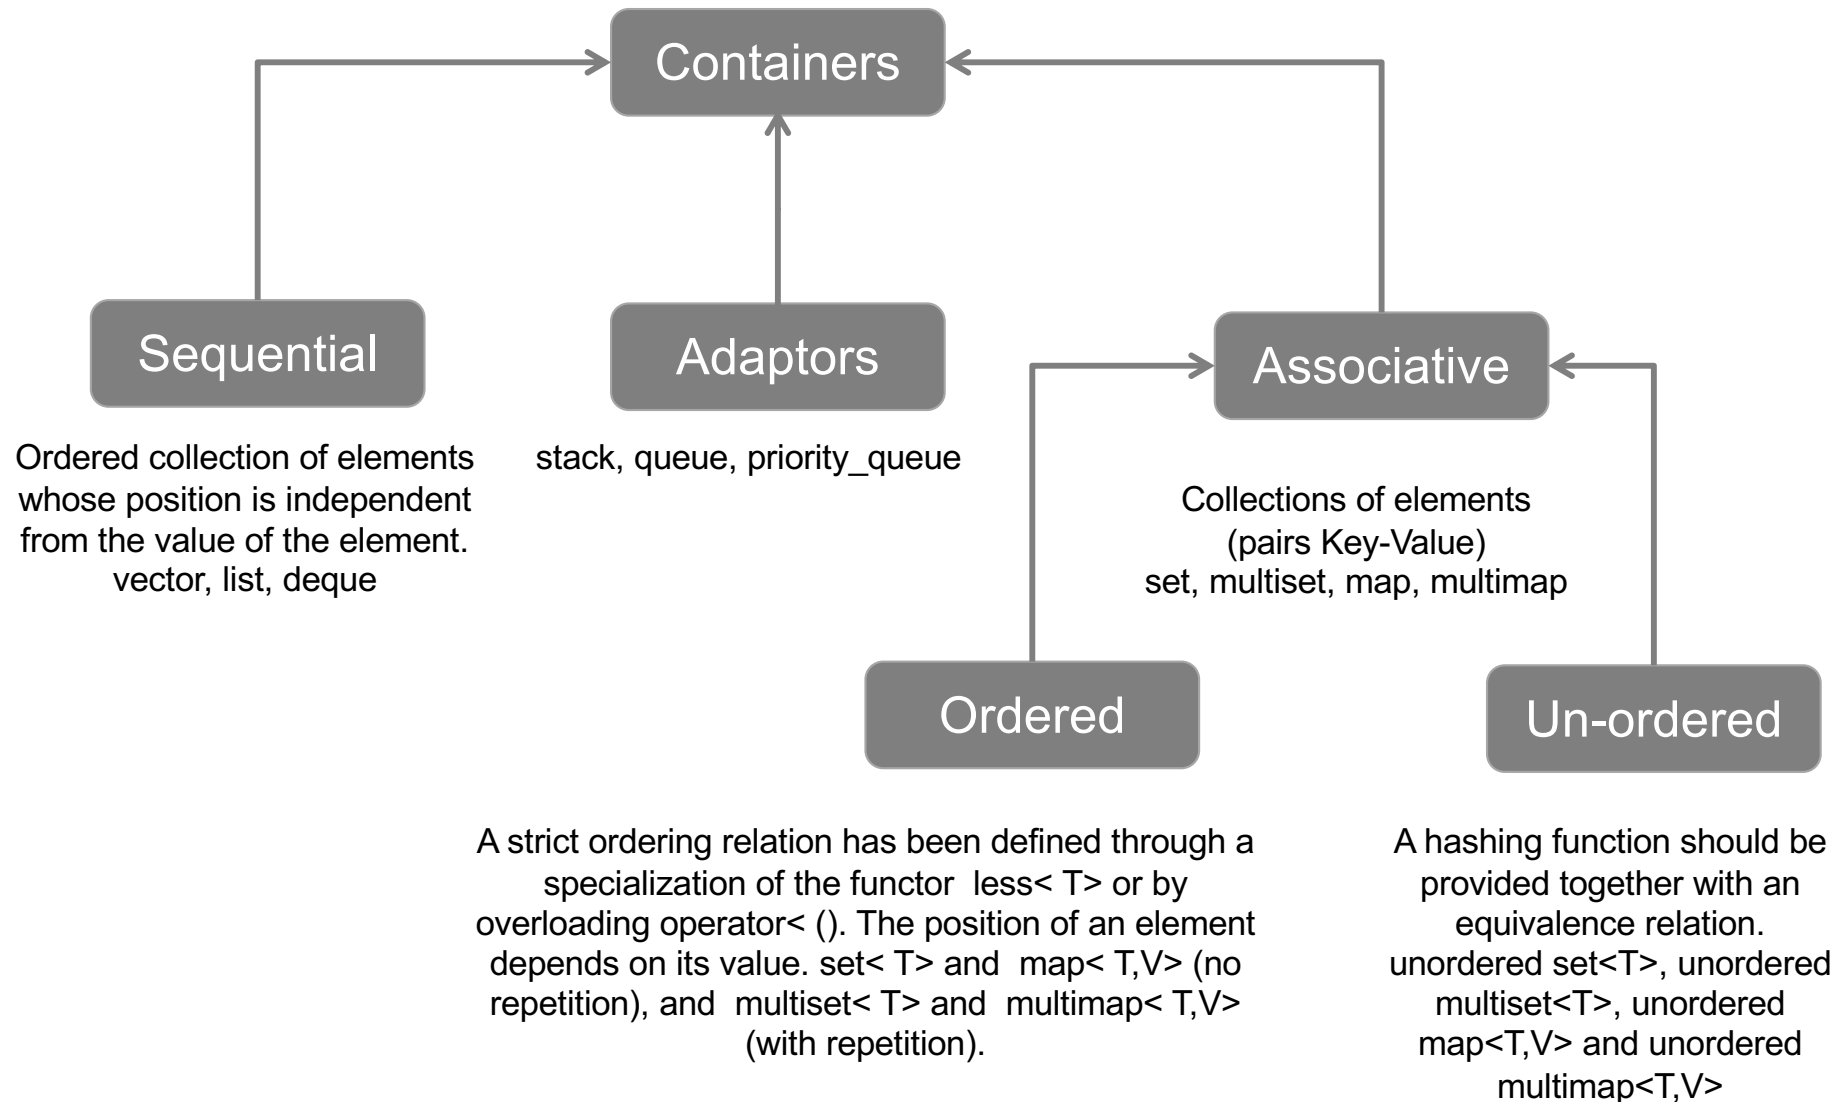 Containers
Sequential
Adaptors
Associative
Ordered collection of elements
whose position is independent
from the value of the element.
vector, list, deque
stack, queue, priority_queue
Collections of elements
(pairs Key-Value)
set, multiset, map, multimap
Ordered
Un-ordered
A strict ordering relation has been defined through a
specialization of the functor less< T> or by
overloading operator< (). The position of an element
depends on its value. set< T> and map< T,V> (no
repetition), and multiset< T> and multimap< T,V>
(with repetition).
A hashing function should be
provided together with an
equivalence relation.
unordered set<T>, unordered
multiset<T>, unordered
map<T,V> and unordered
multimap<T,V>